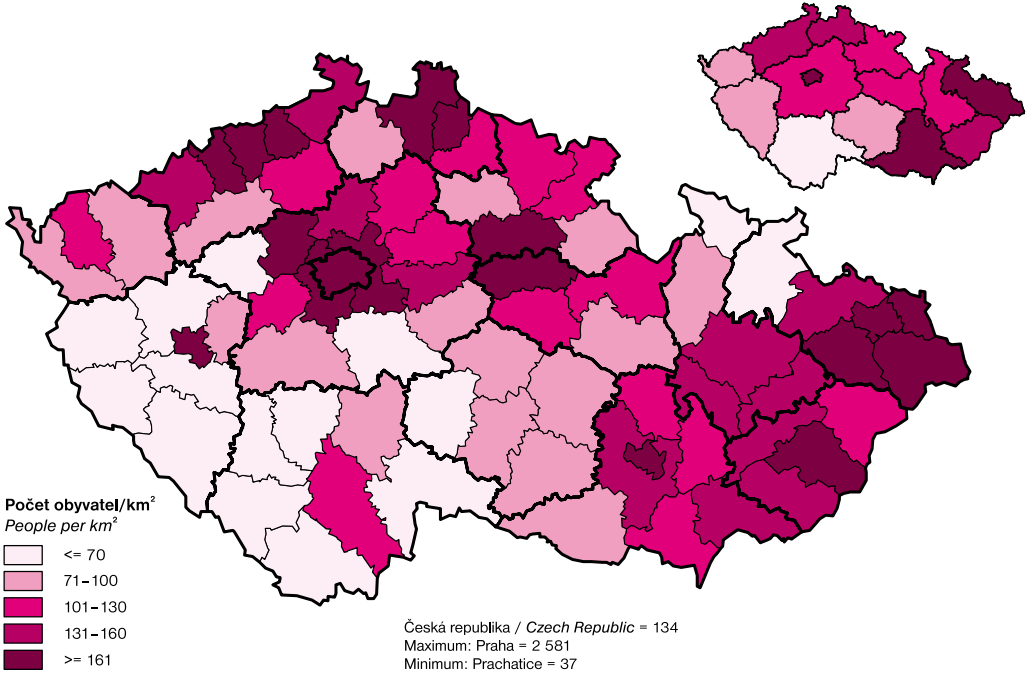 Počet obyvatel/km²
People per km²
<= 70
71–100
101–130
131–160
>= 161
Česká republika / Czech Republic = 134
Maximum: Praha = 2 581
Minimum: Prachatice = 37